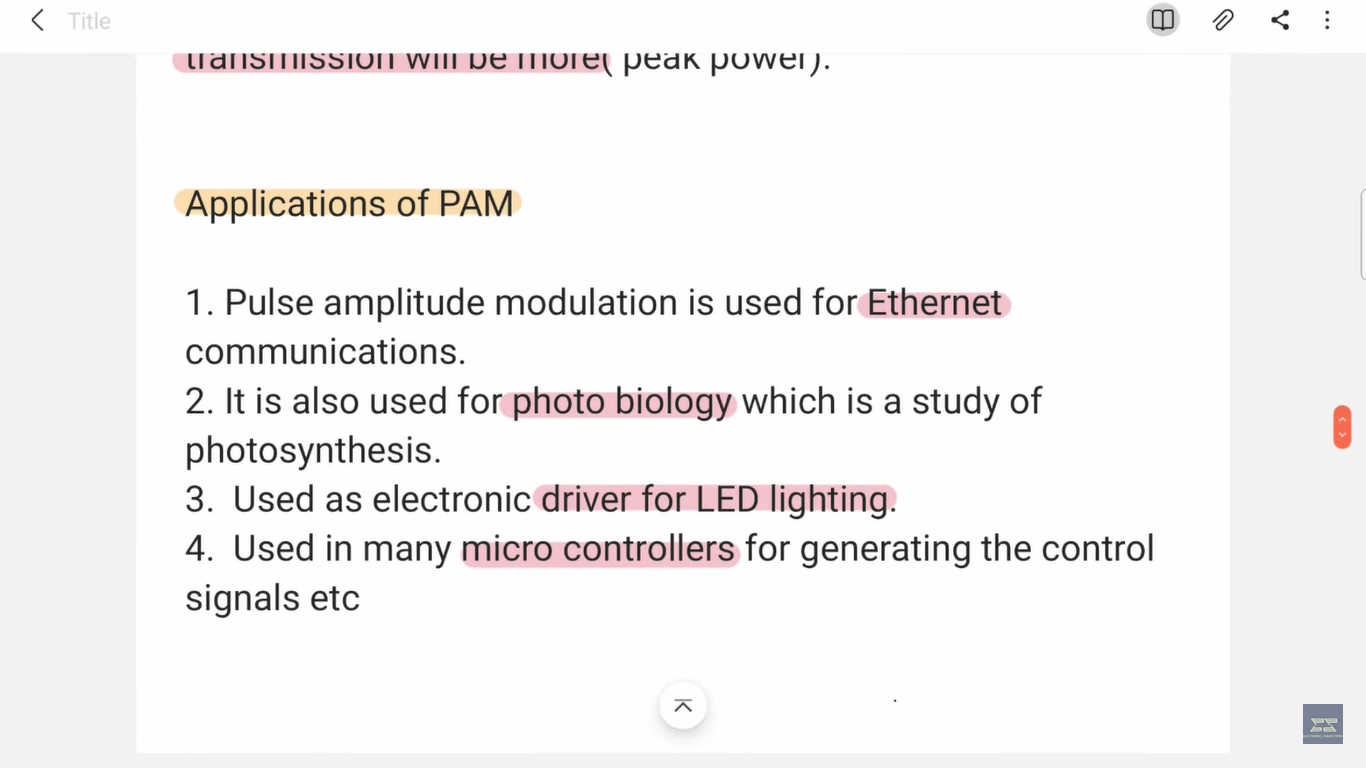 Title
transmission will be more( peak power).
Applications of PAM
1. Pulse amplitude modulation is used for Ethernet
communications.
2. It is also used for photo biology which is a study of
photosynthesis.
3. Used as electronic driver for LED lighting.
4. Used in many micro controllers for generating the control
signals etc